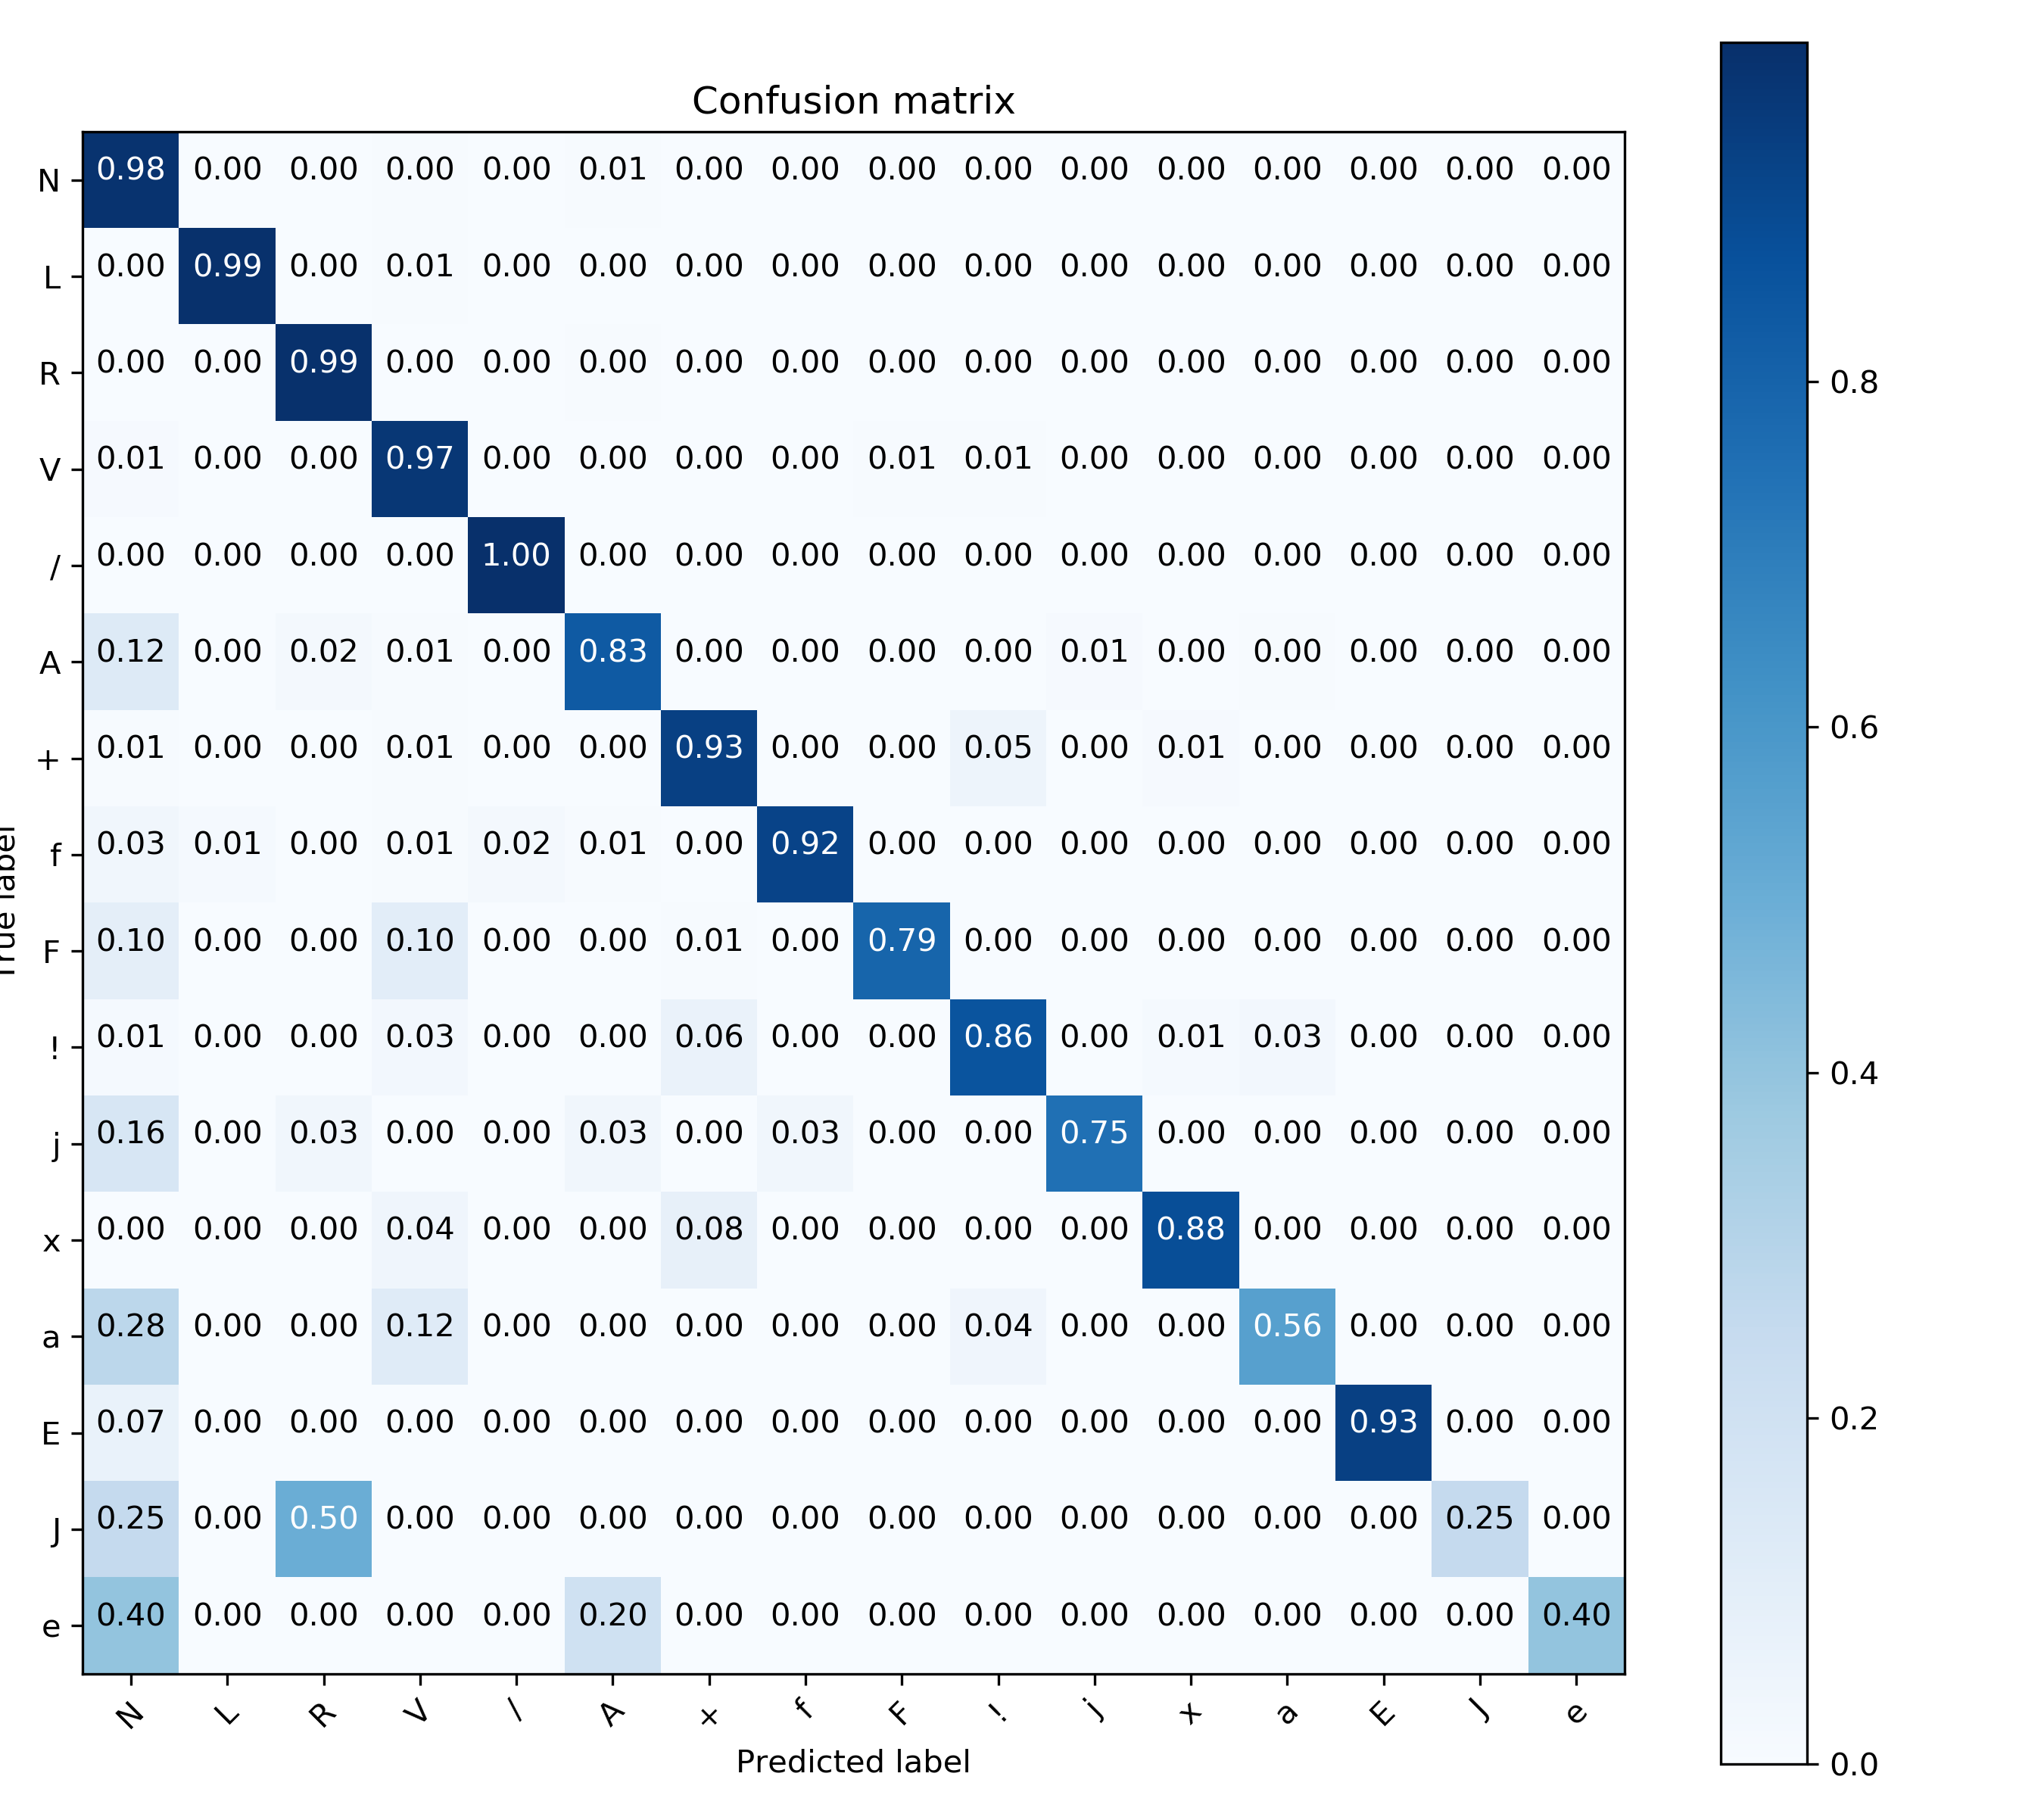 Confusion matrix
N 0.98 0.00 0.00 0.00 0.00 0.01 0.00 0.00 0.00 0.00 0.00 0.00 0.00 0.00 0.00 0.00
L 0.00 0.99 0.00 0.01 0.00 0.00 0.00 0.00 0.00 0.00 0.00 0.00 0.00 0.00 0.00 0.00
R 0.00 0.00 0.99 0.00 0.00 0.00 0.00 0.00 0.00 0.00 0.00 0.00 0.00 0.00 0.00 0.00
V 0.01 0.00 0.00 0.97 0.00 0.00 0.00 0.00 0.01 0.01 0.00 0.00 0.00 0.00 0.00 0.00
/ 0.00 0.00 0.00 0.00 1.00 0.00 0.00 0.00 0.00 0.00 0.00 0.00 0.00 0.00 0.00 0.00
A 0.12 0.00 0.02 0.01 0.00 0.83 0.00 0.00 0.00 0.00 0.01 0.00 0.00 0.00 0.00 0.00
+ 0.01 0.00 0.00 0.01 0.00 0.00 0.93 0.00 0.00 0.05 0.00 0.01 0.00 0.00 0.00 0.00
f 0.03 0.01 0.00 0.01 0.02 0.01 0.00 0.92 0.00 0.00 0.00 0.00 0.00 0.00 0.00 0.00
F 0.10 0.00 0.00 0.10 0.00 0.00 0.01 0.00 0.79 0.00 0.00 0.00 0.00 0.00 0.00 0.00
! 0.01 0.00 0.00 0.03 0.00 0.00 0.06 0.00 0.00 0.86 0.00 0.01 0.03 0.00 0.00 0.00
j 0.16 0.00 0.03 0.00 0.00 0.03 0.00 0.03 0.00 0.00 0.75 0.00 0.00 0.00 0.00 0.00
x 0.00 0.00 0.00 0.04 0.00 0.00 0.08 0.00 0.00 0.00 0.00 0.88 0.00 0.00 0.00 0.00
a 0.28 0.00 0.00 0.12 0.00 0.00 0.00 0.00 0.00 0.04 0.00 0.00 0.56 0.00 0.00 0.00
E 0.07 0.00 0.00 0.00 0.00 0.00 0.00 0.00 0.00 0.00 0.00 0.00 0.00 0.93 0.00 0.00
J 0.25 0.00 0.50 0.00 0.00 0.00 0.00 0.00 0.00 0.00 0.00 0.00 0.00 0.00 0.25 0.00
e 0.40 0.00 0.00 0.00 0.00 0.20 0.00 0.00 0.00 0.00 0.00 0.00 0.00 0.00 0.00 0.40
N L R V / A + f F ! j x a E J e
Predicted label
True label
0.8
0.6
0.4
0.2
0.0